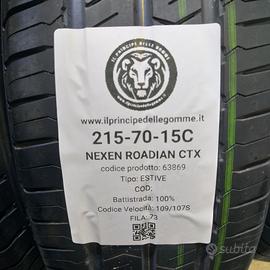 IL PRINCIPE DELLE GOMME
www.ilprincipedellegomme.it
215-70-15C
NEXEN ROADIAN CTX
codice prodotto: 63869
Tipo: ESTIVE
COD:
Battistrada: 100%
Codice Velocità: 109/107S
FILA: 73
subito